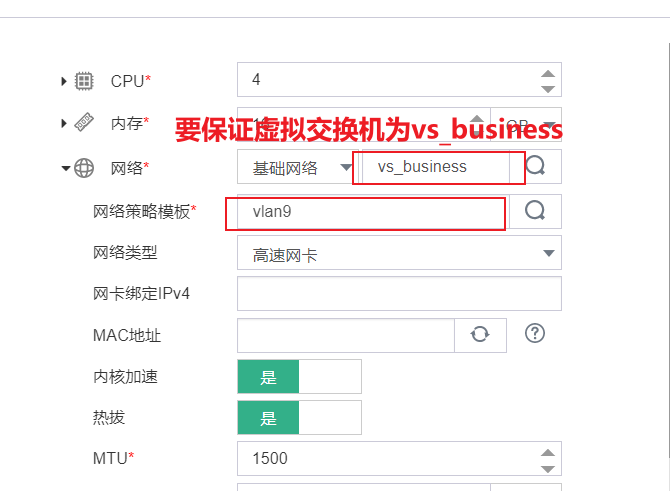 CPU* 4
内存* GB
要保证虚拟交换机为vs_business
网络* 基础网络 vs_business
网络策略模板* vlan9
网络类型 高速网卡
网卡绑定IPv4
MAC地址
内核加速 是
热拔 是
MTU* 1500